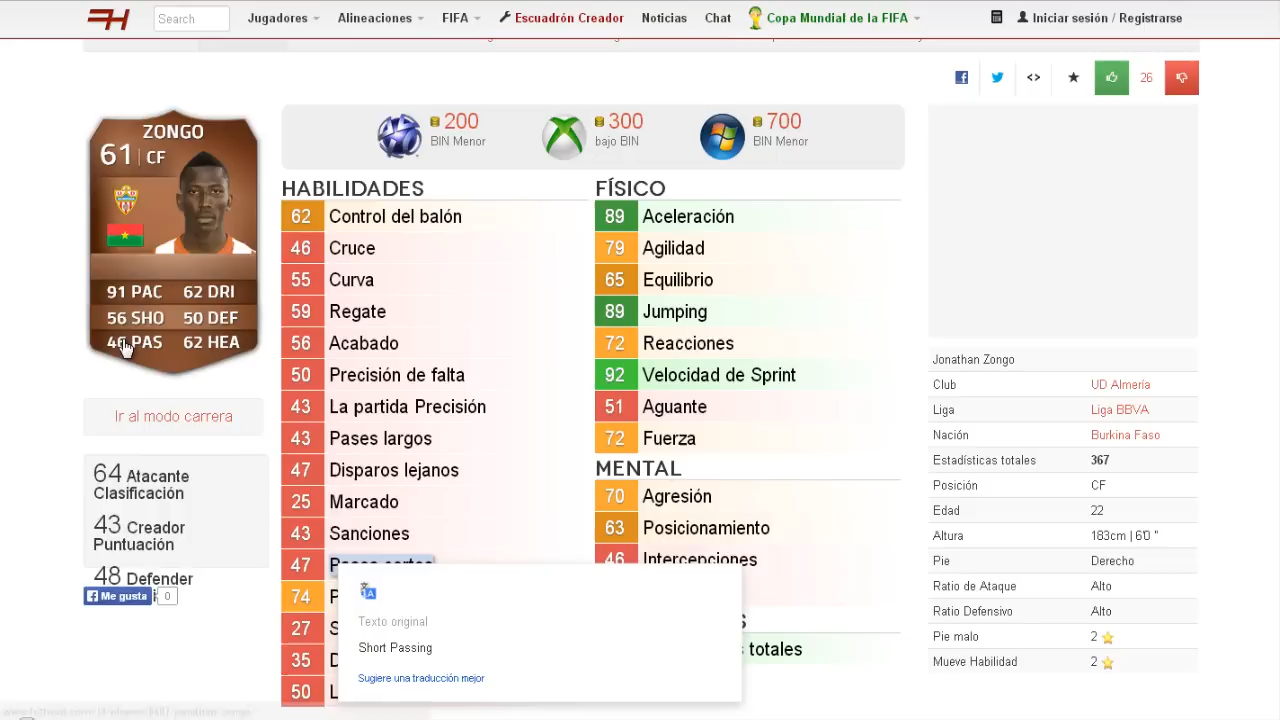 Search
Jugadores
Alineaciones
FIFA
Escuadrón Creador
Noticias
Chat
Copa Mundial de la FIFA
Iniciar sesión / Registrarse
26
ZONGO
61 CF
91 PAC 62 DRI
56 SHO 50 DEF
46 PAS 62 HEA
Ir al modo carrera
64 Atacante
Clasificación
43 Creador
Puntuación
48 Defender
Me gusta 0
200
BIN Menor
300
bajo BIN
700
BIN Menor
HABILIDADES
62 Control del balón
46 Cruce
55 Curva
59 Regate
56 Acabado
50 Precisión de falta
43 La partida Precisión
43 Pases largos
47 Disparos lejanos
25 Marcado
43 Sanciones
47 Pases cortos
74 P
27 S
35 D
50 L
Texto original
Short Passing
Sugiere una traducción mejor
FÍSICO
89 Aceleración
79 Agilidad
65 Equilibrio
89 Jumping
72 Reacciones
92 Velocidad de Sprint
51 Aguante
72 Fuerza
MENTAL
70 Agresión
63 Posicionamiento
46 Intercepciones
S
totales
Jonathan Zongo
Club UD Almería
Liga Liga BBVA
Nación Burkina Faso
Estadísticas totales 367
Posición CF
Edad 22
Altura 183cm | 6'0 "
Pie Derecho
Ratio de Ataque Alto
Ratio Defensivo Alto
Pie malo 2
Mueve Habilidad 2